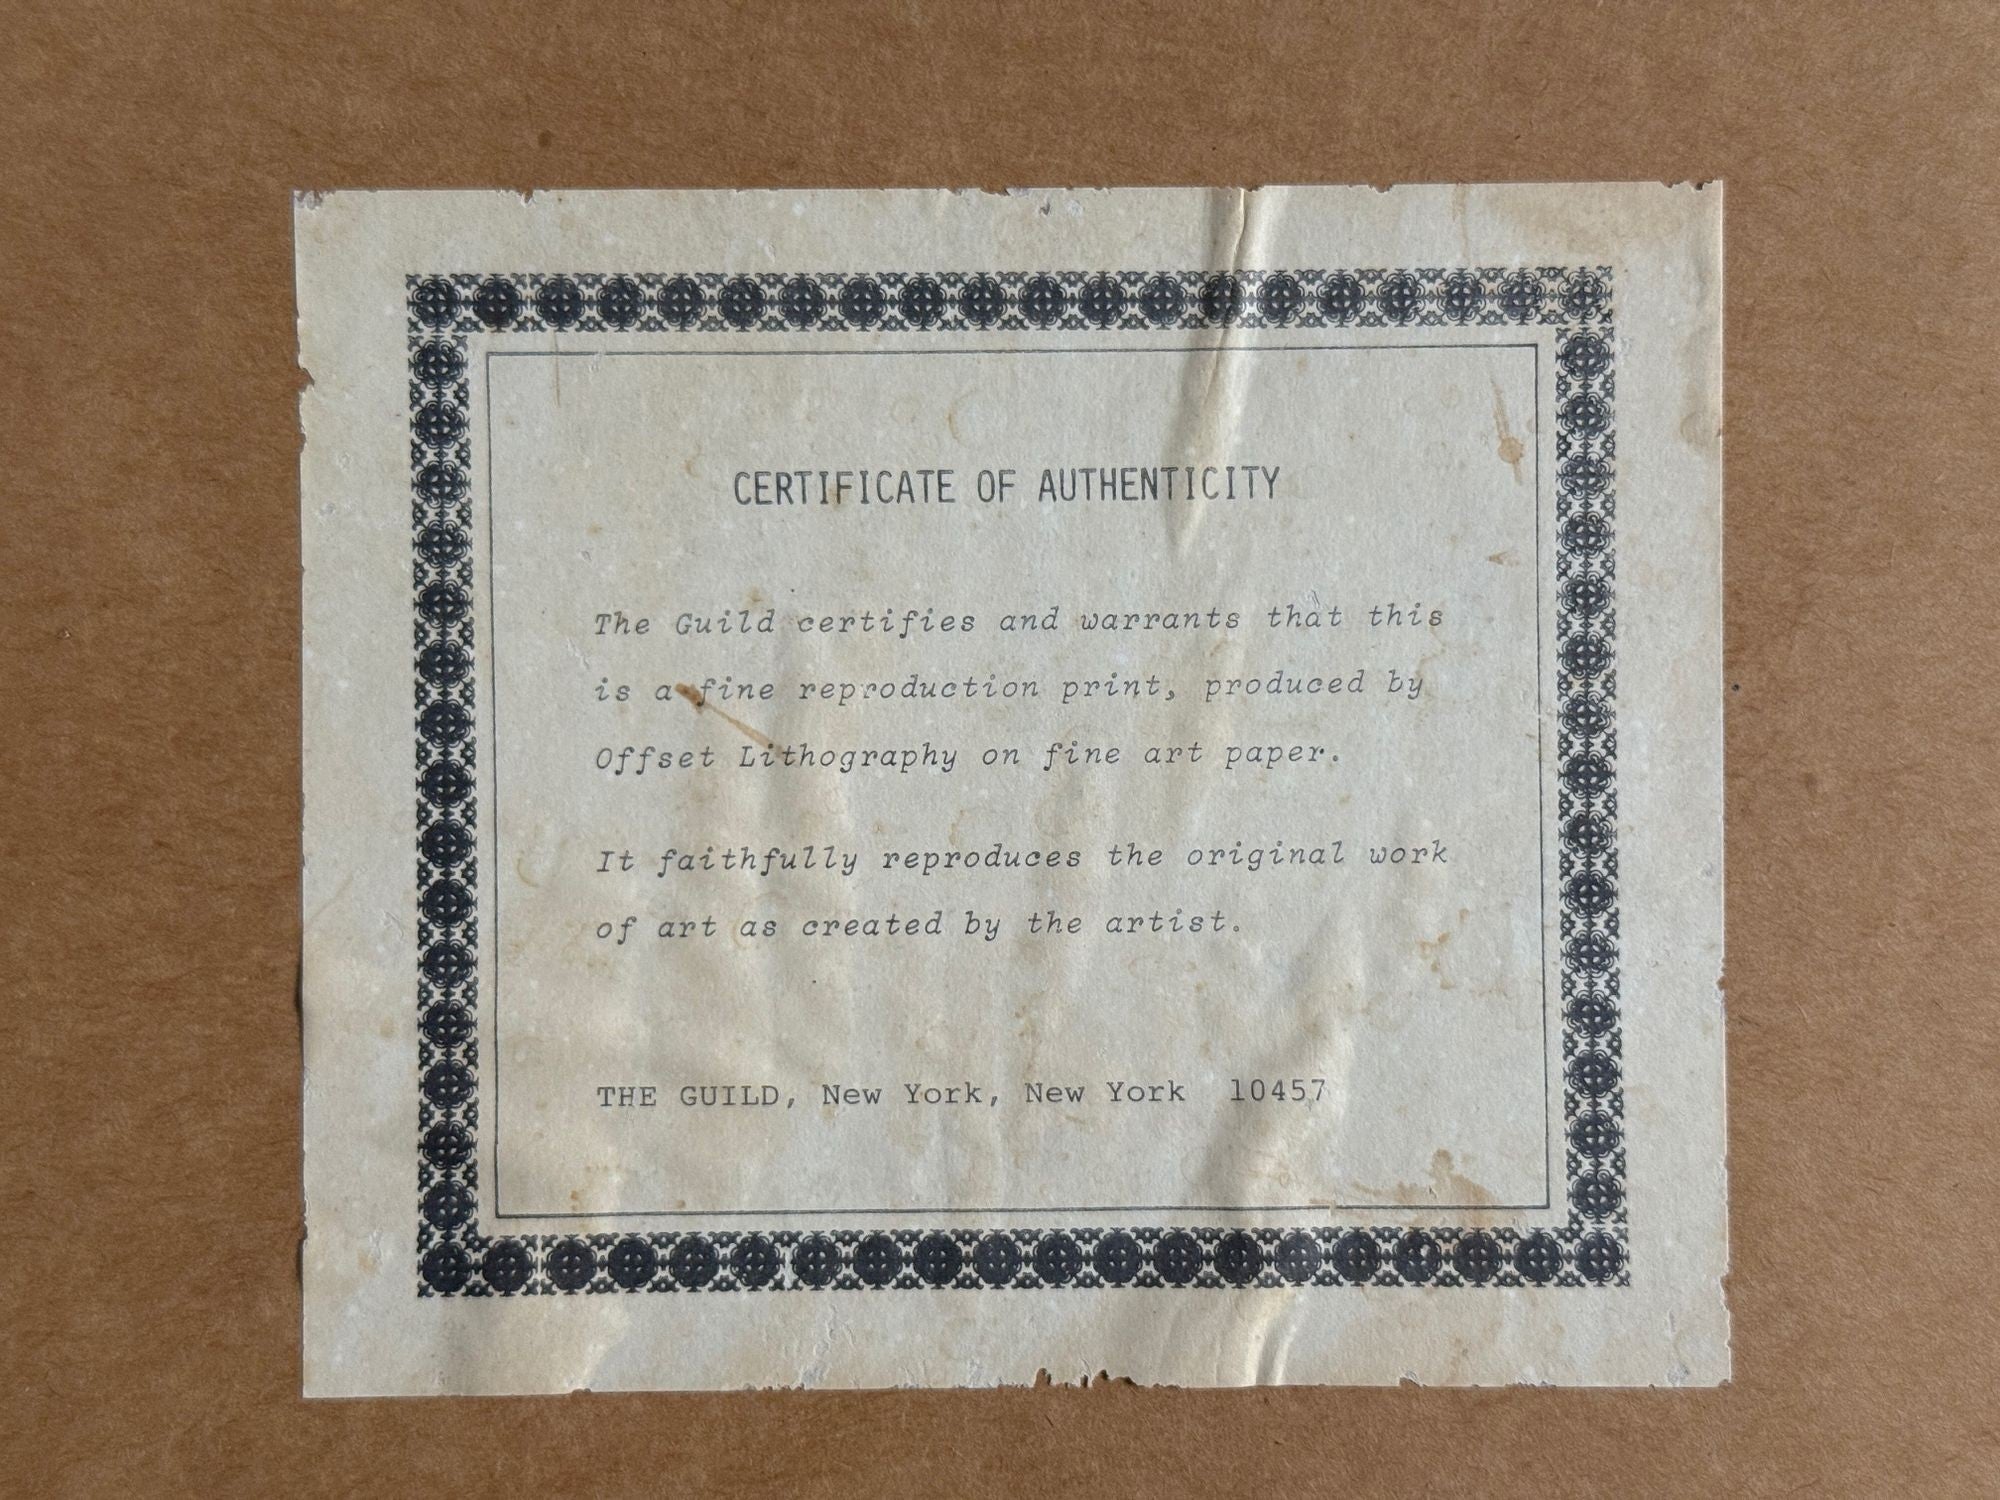 CERTIFICATE OF AUTHENTICITY
The Guild certifies and warrants that this
is a fine reproduction print, produced by
Offset Lithography on fine art paper.
It faithfully reproduces the original work
of art as created by the artist.
THE GUILD, New York, New York 10457